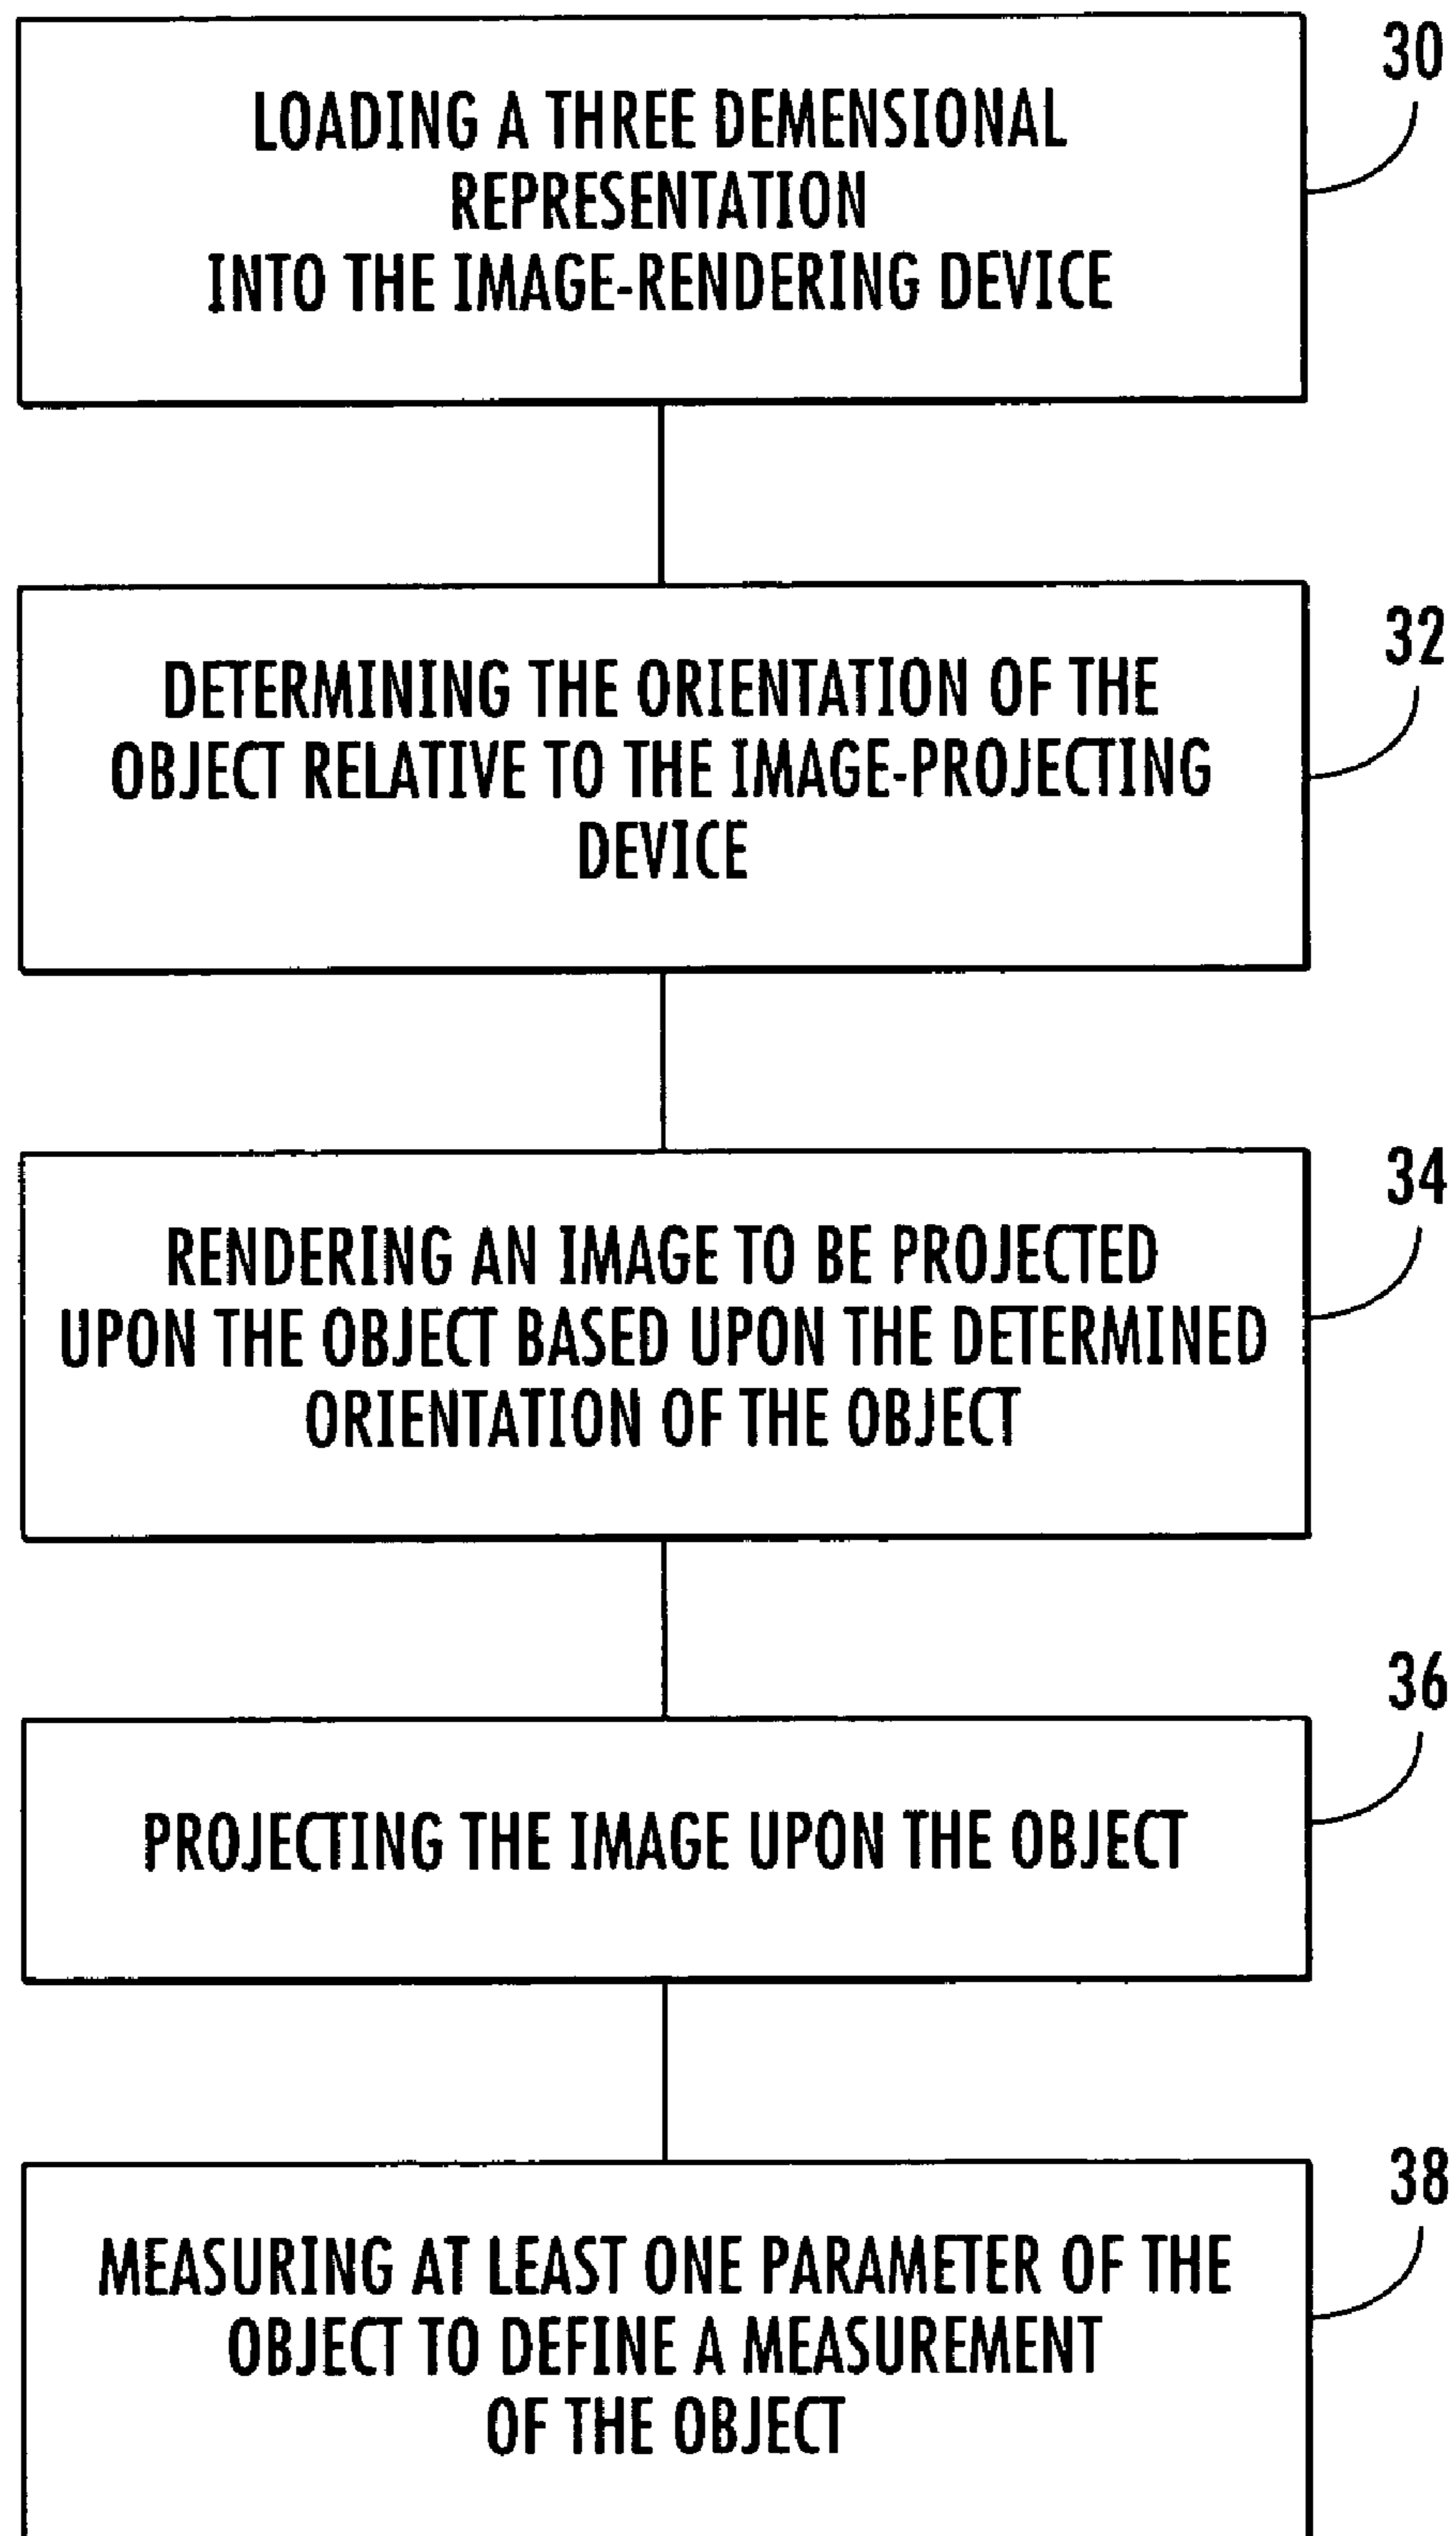 30
LOADING A THREE DEMENSIONAL
REPRESENTATION
INTO THE IMAGE-RENDERING DEVICE
32
DETERMINING THE ORIENTATION OF THE
OBJECT RELATIVE TO THE IMAGE-PROJECTING
DEVICE
34
RENDERING AN IMAGE TO BE PROJECTED
UPON THE OBJECT BASED UPON THE DETERMINED
ORIENTATION OF THE OBJECT
36
PROJECTING THE IMAGE UPON THE OBJECT
38
MEASURING AT LEAST ONE PARAMETER OF THE
OBJECT TO DEFINE A MEASUREMENT
OF THE OBJECT